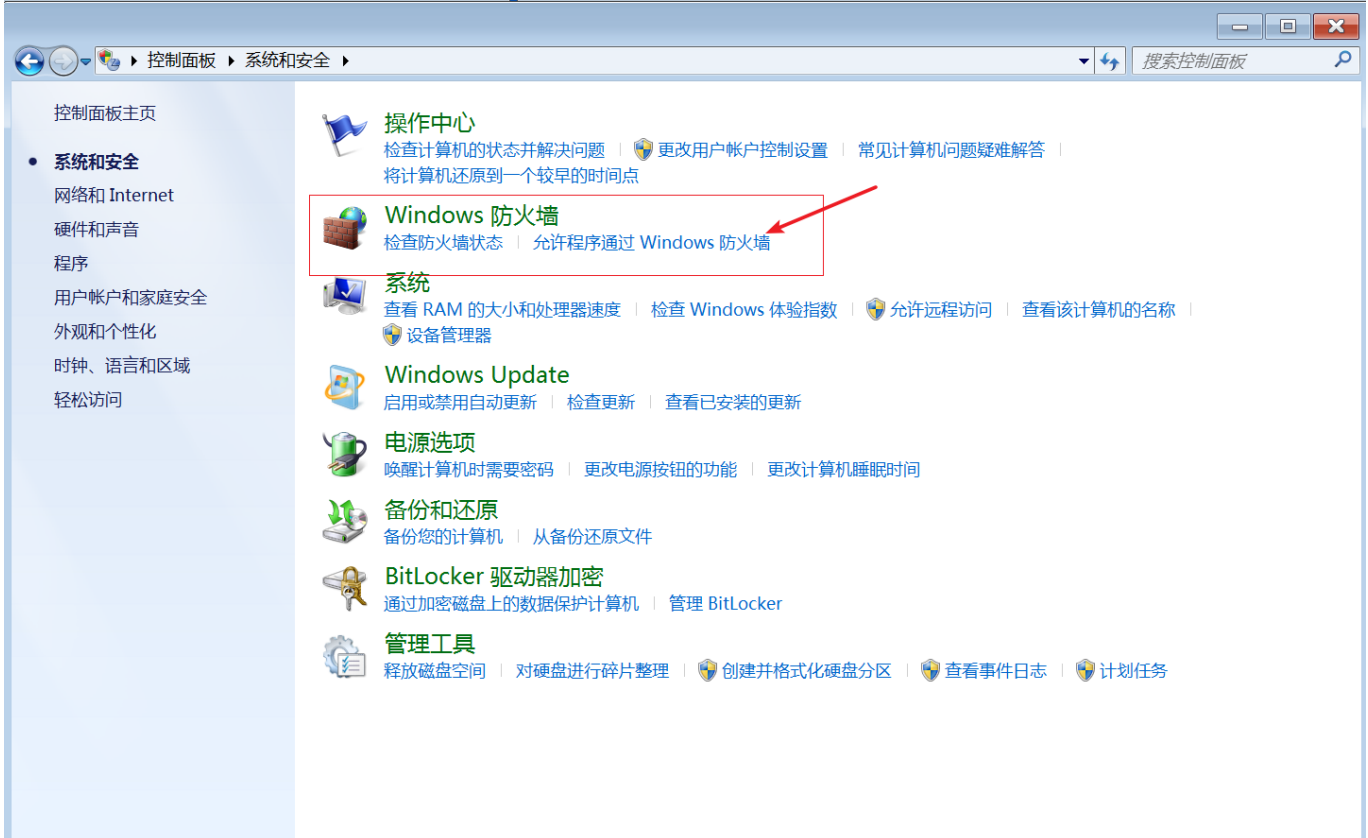 控制面板 系统和安全
搜索控制面板
控制面板主页
系统和安全
网络和 Internet
硬件和声音
程序
用户帐户和家庭安全
外观和个性化
时钟、语言和区域
轻松访问
操作中心
检查计算机的状态并解决问题 更改用户帐户控制设置 常见计算机问题疑难解答
将计算机还原到一个较早的时间点
Windows 防火墙
检查防火墙状态 允许程序通过 Windows 防火墙
系统
查看 RAM 的大小和处理器速度 检查 Windows 体验指数 允许远程访问 查看该计算机的名称
设备管理器
Windows Update
启用或禁用自动更新 检查更新 查看已安装的更新
电源选项
唤醒计算机时需要密码 更改电源按钮的功能 更改计算机睡眠时间
备份和还原
备份您的计算机 从备份还原文件
BitLocker 驱动器加密
通过加密磁盘上的数据保护计算机 管理 BitLocker
管理工具
释放磁盘空间 对硬盘进行碎片整理 创建并格式化硬盘分区 查看事件日志 计划任务